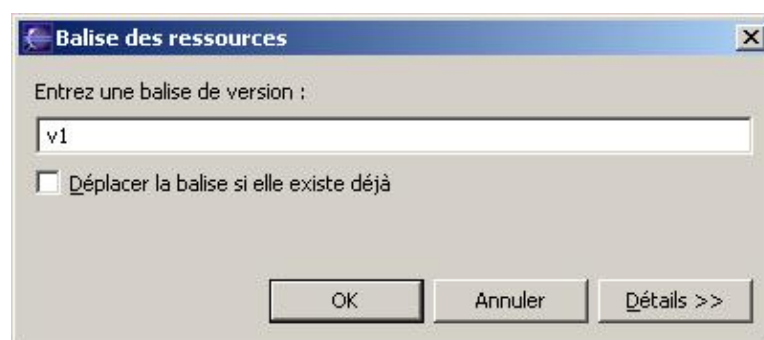 Balise des ressources
Entrez une balise de version :
v1
Déplacer la balise si elle existe déjà
OK
Annuler
Détails >>